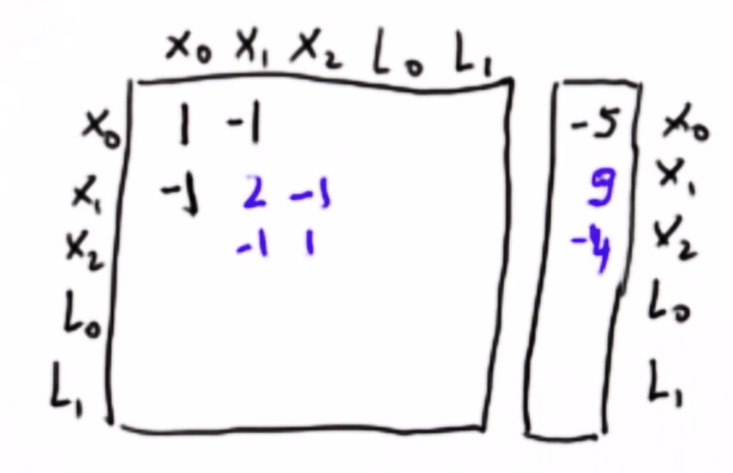 x₀ x₁ x₂ L₀ L₁
x₀ 1 -1 -5 x₀
x₁ -1 2 -1 9 x₁
x₂ -1 1 -4 x₂
L₀ L₀
L₁ L₁